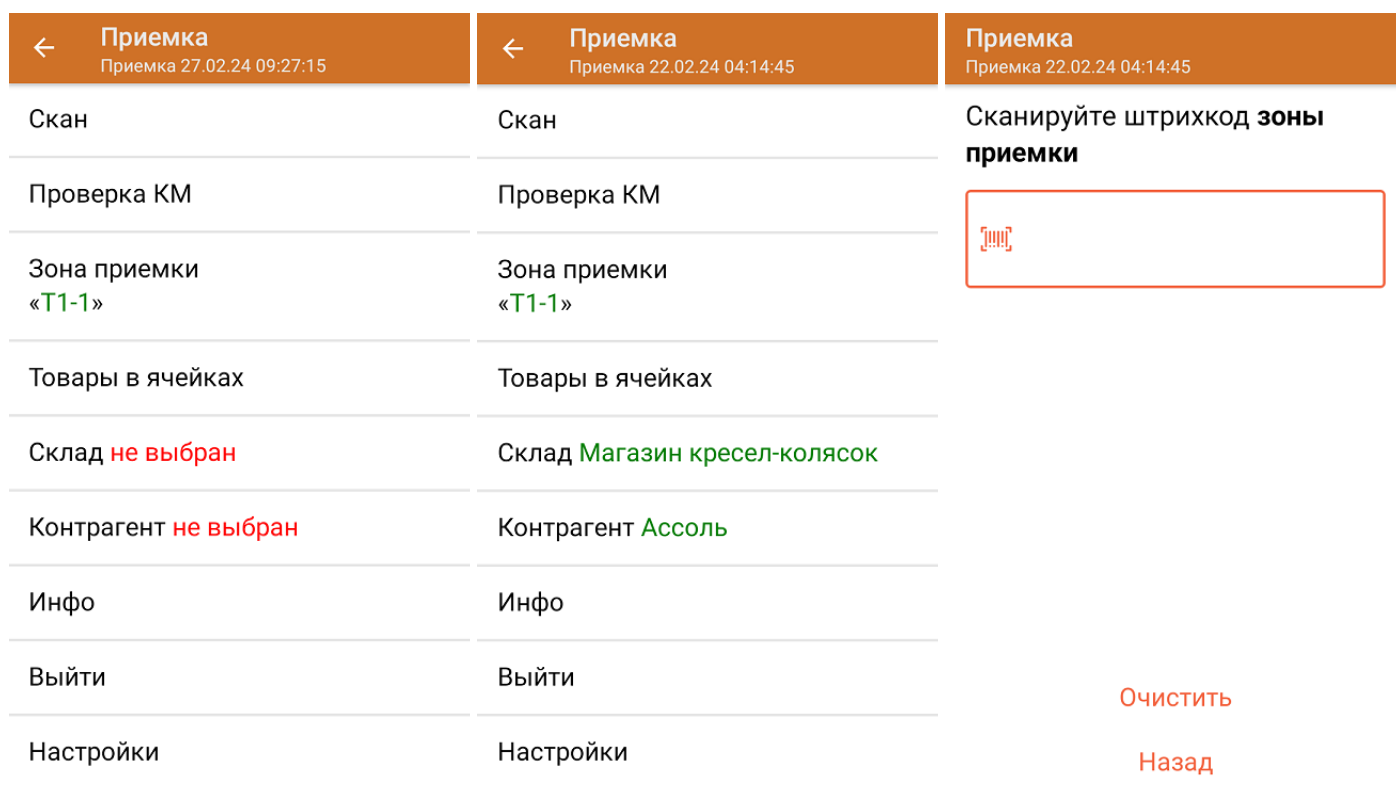 Приемка
Приемка 27.02.24 09:27:15
Скан
Проверка КМ
Зона приемки
«Т1-1»
Товары в ячейках
Склад не выбран
Контрагент не выбран
Инфо
Выйти
Настройки
Приемка
Приемка 22.02.24 04:14:45
Скан
Проверка КМ
Зона приемки
«Т1-1»
Товары в ячейках
Склад Магазин кресел-колясок
Контрагент Ассоль
Инфо
Выйти
Настройки
Приемка
Приемка 22.02.24 04:14:45
Сканируйте штрихкод зоны
приемки
Очистить
Назад